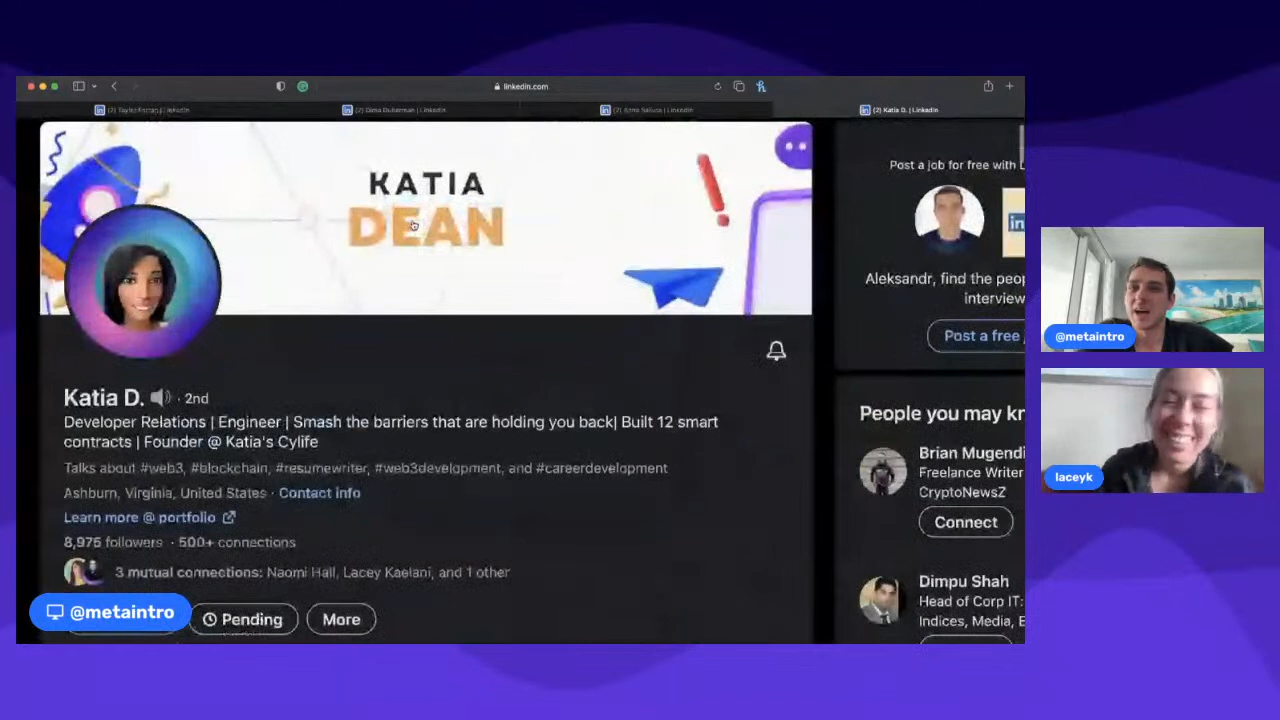 linkedin.com
(2) Katia D. | LinkedIn
KATIA
DEAN
Post a job for free with
in
Aleksandr, find the
interview
Post a free
Katia D. · 2nd
Developer Relations | Engineer | Smash the barriers that are holding you back| Built 12 smart
contracts | Founder @ Katia's Cylife
Talks about #web3, #blockchain, #resumewriter, #web3development, and #careerdevelopment
Ashburn, Virginia, United States · Contact info
Learn more @ portfolio
8,975 followers · 500+ connections
3 mutual connections: Naomi Hall, Lacey Kaelani, and 1 other
Pending
More
People you may
Brian Mugendi
Freelance Writer
CryptoNewsZ
Connect
Dimpu Shah
Head of Corp IT:
Indices, Media,
@metaintro
@metaintro
laceyk